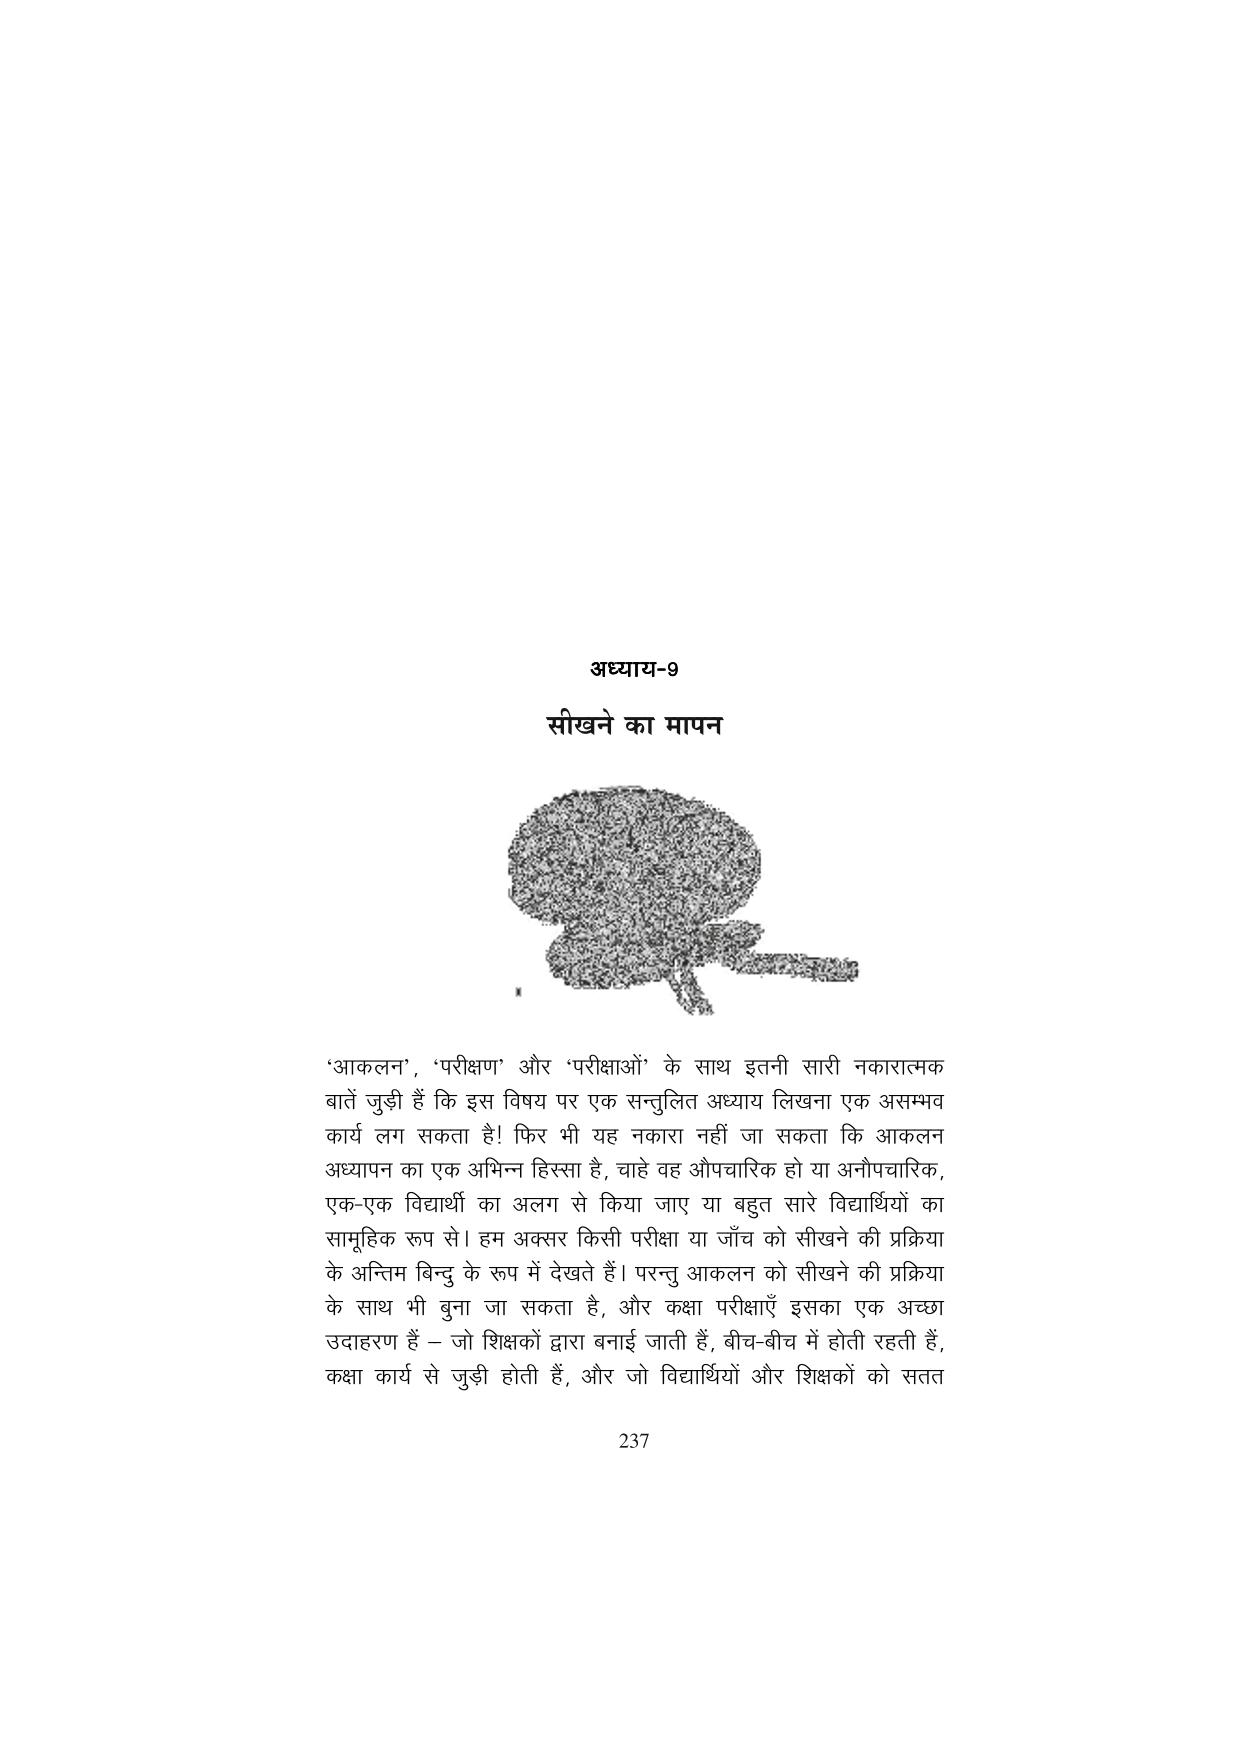 अध्याय-9
सीखने का मापन
‘आकलन’, ‘परीक्षण’ और ‘परीक्षाओं’ के साथ इतनी सारी नकारात्मक
बातें जुड़ी हैं कि इस विषय पर एक सन्तुलित अध्याय लिखना एक असम्भव
कार्य लग सकता है! फिर भी यह नकारा नहीं जा सकता कि आकलन
अध्यापन का एक अभिन्न हिस्सा है, चाहे वह औपचारिक हो या अनौपचारिक,
एक-एक विद्यार्थी का अलग से किया जाए या बहुत सारे विद्यार्थियों का
सामूहिक रूप से। हम अक्सर किसी परीक्षा या जाँच को सीखने की प्रक्रिया
के अन्तिम बिन्दु के रूप में देखते हैं। परन्तु आकलन को सीखने की प्रक्रिया
के साथ भी बुना जा सकता है, और कक्षा परीक्षाएँ इसका एक अच्छा
उदाहरण हैं – जो शिक्षकों द्वारा बनाई जाती हैं, बीच-बीच में होती रहती हैं,
कक्षा कार्य से जुड़ी होती हैं, और जो विद्यार्थियों और शिक्षकों को सतत
237